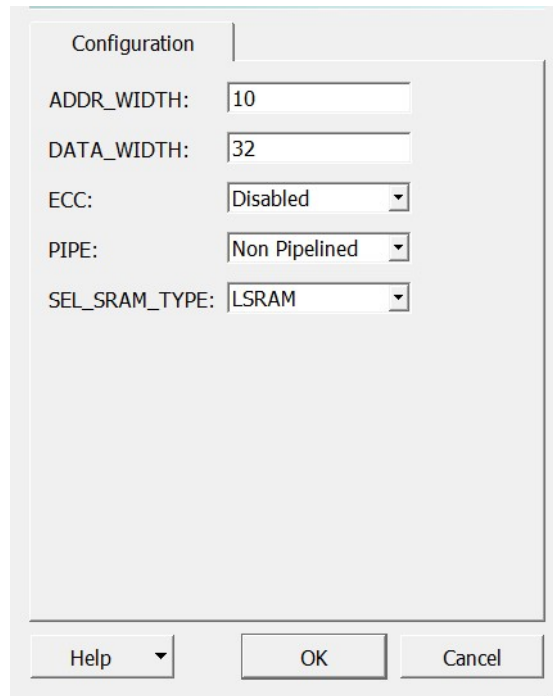 Configuration
ADDR_WIDTH: 10
DATA_WIDTH: 32
ECC: Disabled
PIPE: Non Pipelined
SEL_SRAM_TYPE: LSRAM
Help OK Cancel